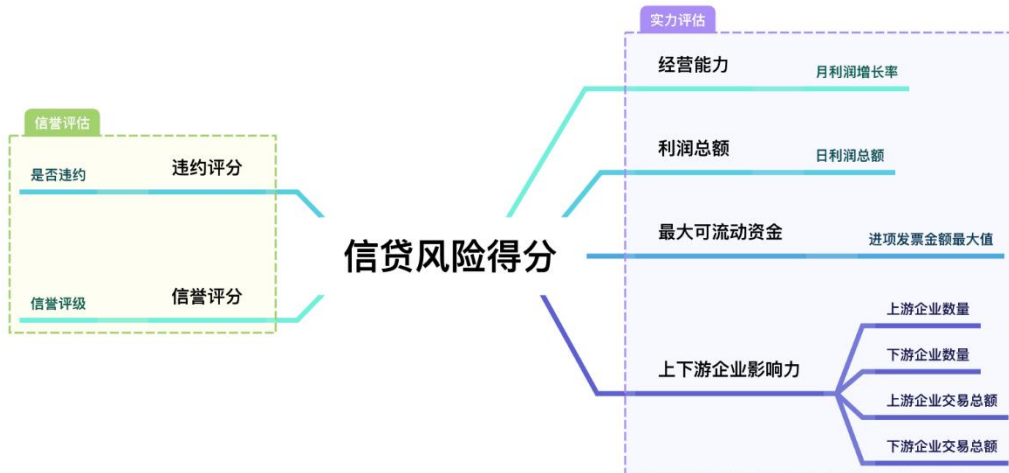 信誉评估
是否违约
违约评分
信誉评级
信誉评分
信贷风险得分
实力评估
经营能力
月利润增长率
利润总额
日利润总额
最大可流动资金
进项发票金额最大值
上下游企业影响力
上游企业数量
下游企业数量
上游企业交易总额
下游企业交易总额